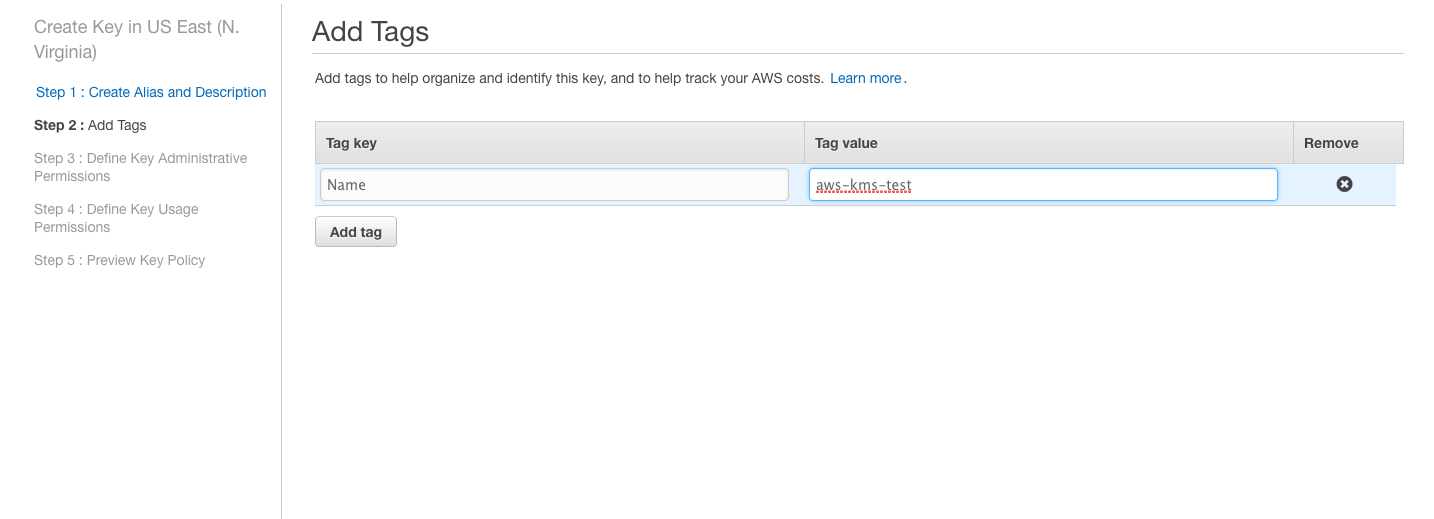 Create Key in US East (N.
Virginia)
Step 1 : Create Alias and Description
Step 2 : Add Tags
Step 3 : Define Key Administrative
Permissions
Step 4 : Define Key Usage
Permissions
Step 5 : Preview Key Policy
Add Tags
Add tags to help organize and identify this key, and to help track your AWS costs. Learn more.
Tag key Tag value Remove
Name aws-kms-test
Add tag